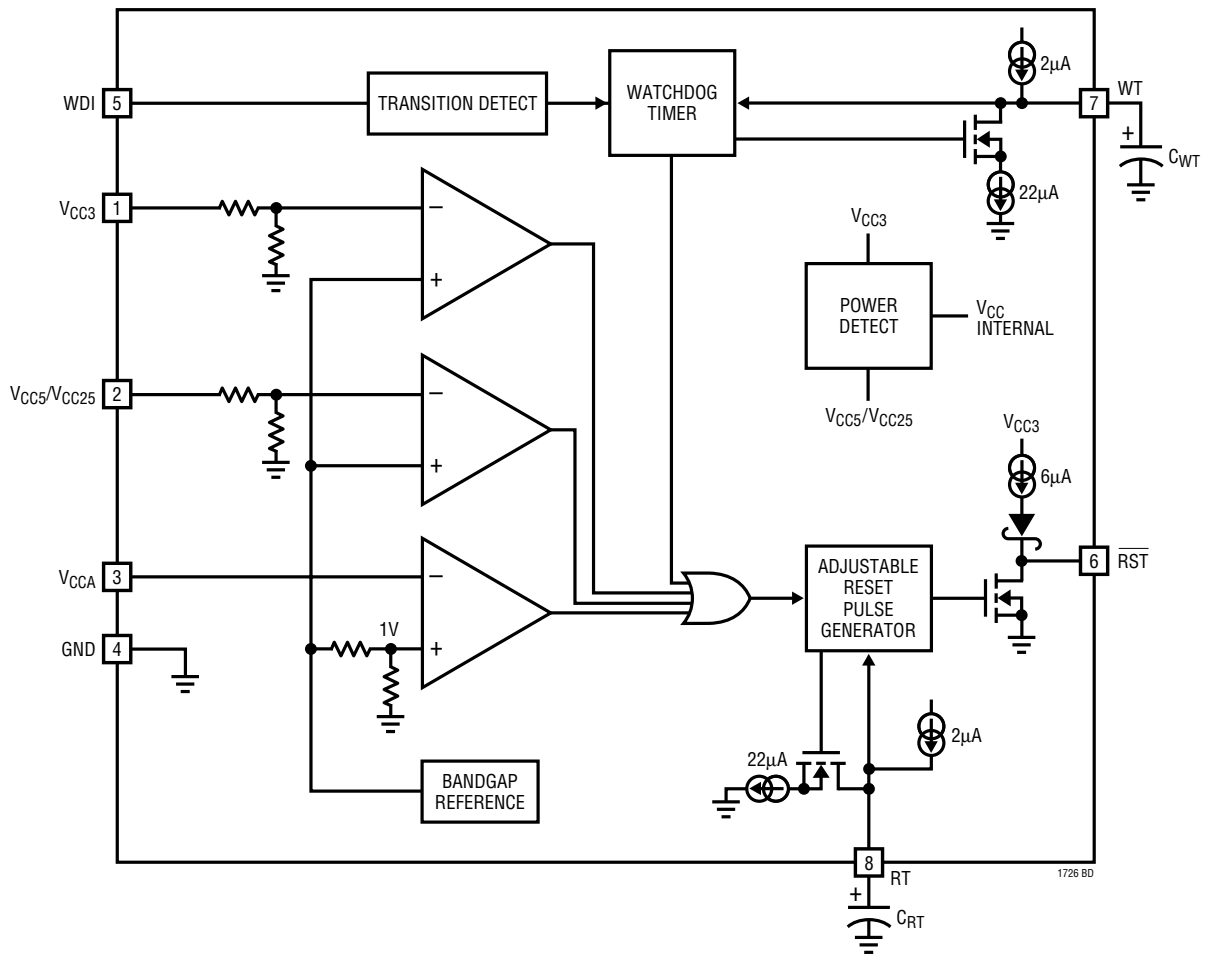 2µA
WDI
5
TRANSITION DETECT
WATCHDOG
TIMER
7
WT
+
CWT
22µA
VCC3
1
−
+
VCC3
POWER
DETECT
VCC
INTERNAL
VCC5/VCC25
VCC5/VCC25
2
−
+
VCC3
6µA
VCCA
3
−
ADJUSTABLE
RESET
PULSE
GENERATOR
6
RST
GND
4
1V
+
2µA
22µA
BANDGAP
REFERENCE
8
RT
1726 BD
+
CRT